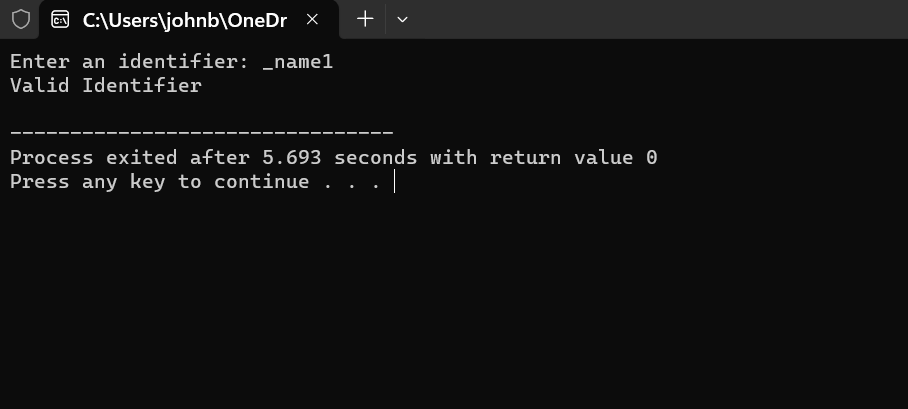 C:\Users\johnb\OneDr
Enter an identifier: _name1
Valid Identifier
--------------------------------
Process exited after 5.693 seconds with return value 0
Press any key to continue . . .